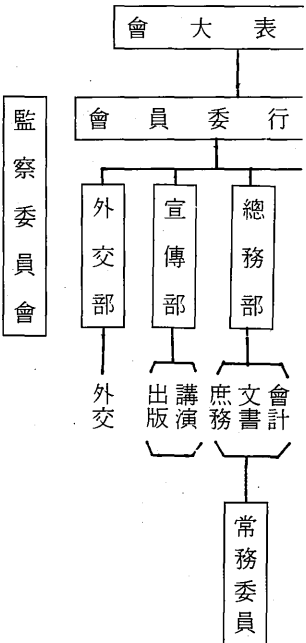 表大會
行委員會
總務部
宣傳部
外交部
監察委員會
會計
文書
庶務
講演
出版
外交
常務委員